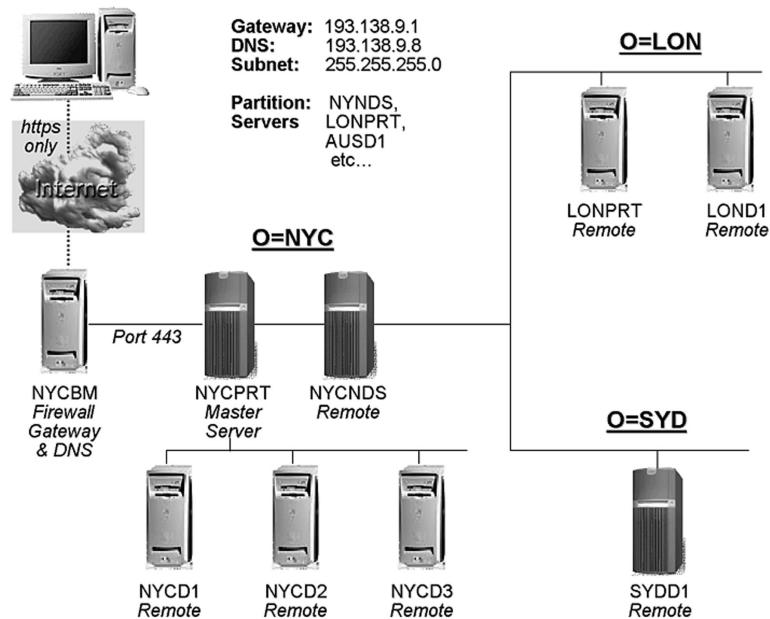 Gateway: 193.138.9.1
DNS: 193.138.9.8
Subnet: 255.255.255.0
Partition: NYNDS,
Servers LONPRT,
AUSD1
etc...
https
only
Internet
O=LON
LONPRT
Remote
LOND1
Remote
O=NYC
Port 443
NYCBM
Firewall
Gateway
& DNS
NYCPRT
Master
Server
NYCNDS
Remote
O=SYD
NYCD1
Remote
NYCD2
Remote
NYCD3
Remote
SYDD1
Remote